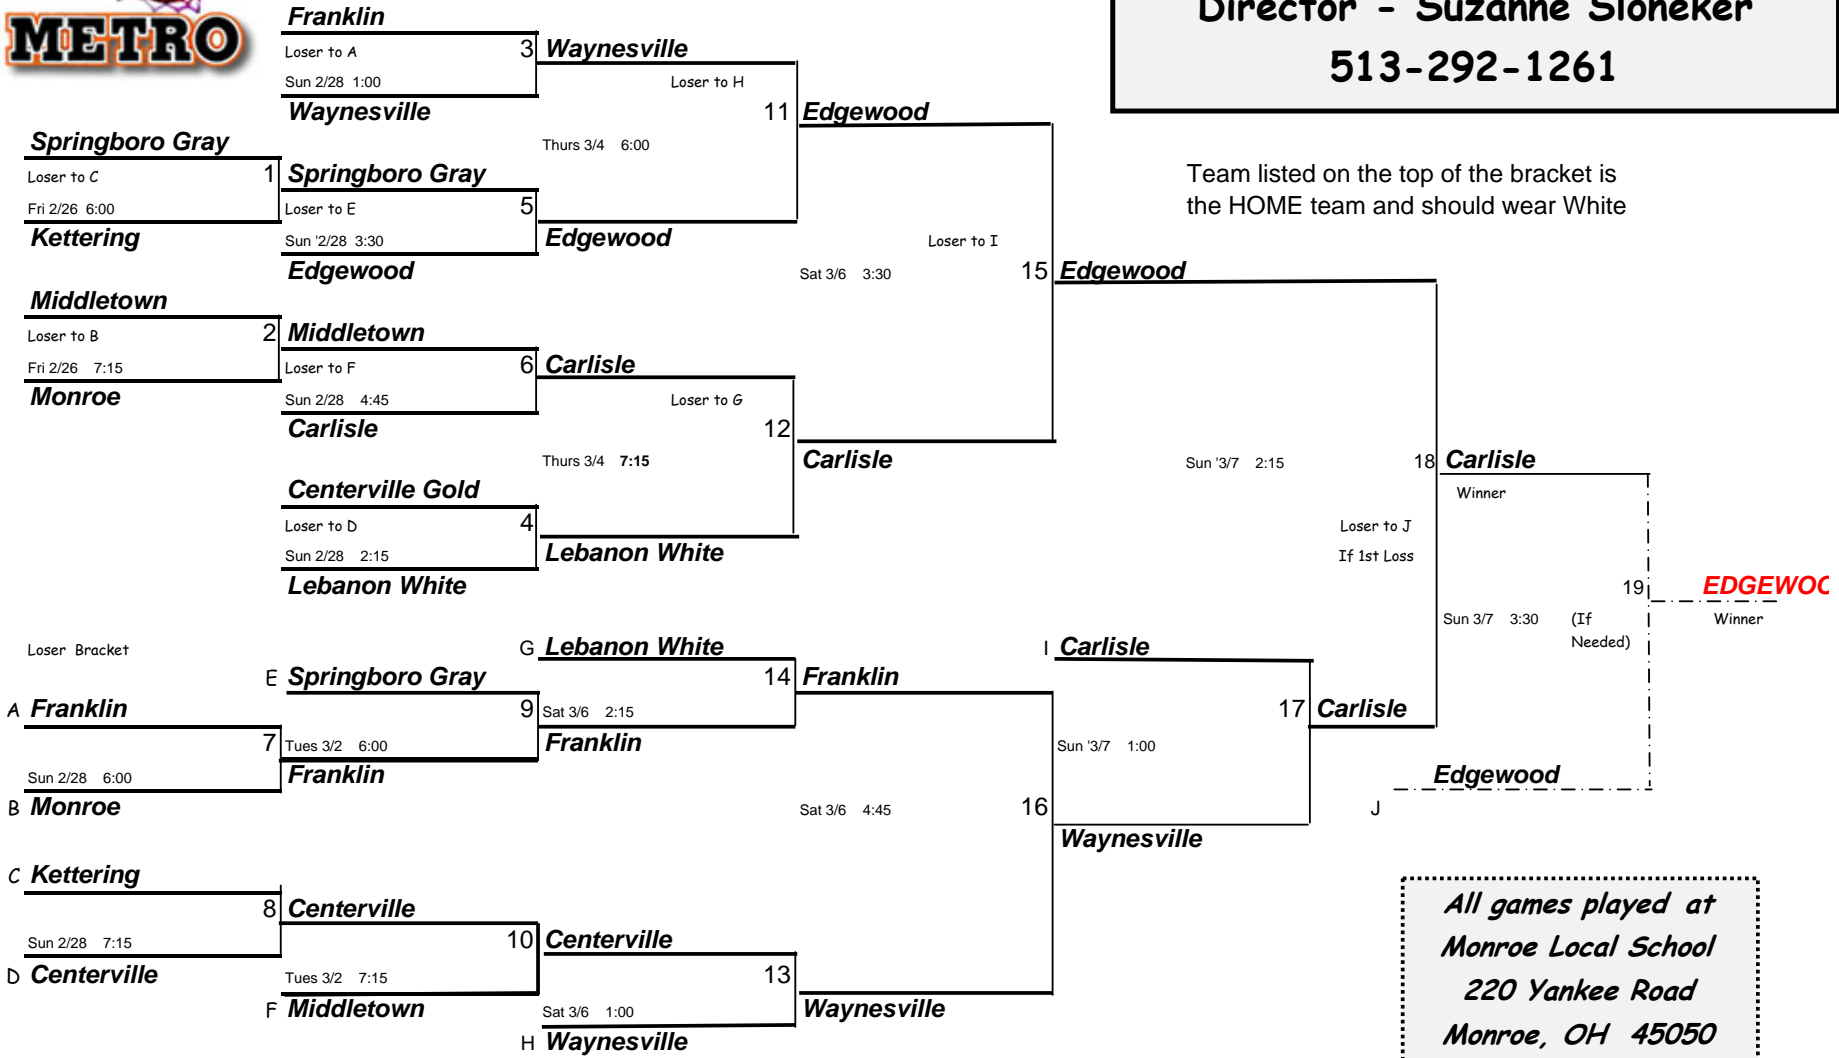 METRO
Director - Suzanne Sloneker
513-292-1261
Team listed on the top of the bracket is
the HOME team and should wear White
Franklin
Loser to A
3
Sun 2/28 1:00
Waynesville
Springboro Gray
Loser to C
1
Fri 2/26 6:00
Kettering
Springboro Gray
Loser to E
5
Sun '2/28 3:30
Edgewood
Middletown
Loser to B
2
Fri 2/26 7:15
Monroe
Middletown
Loser to F
6
Sun 2/28 4:45
Carlisle
Centerville Gold
Loser to D
4
Sun 2/28 2:15
Lebanon White
Waynesville
Loser to H
11
Thurs 3/4 6:00
Edgewood
Carlisle
Loser to G
12
Thurs 3/4 7:15
Lebanon White
Edgewood
Loser to I
Sat 3/6 3:30
15
Carlisle
Edgewood
Sun '3/7 2:15
18
Loser to J
If 1st Loss
Carlisle
Winner
19
Sun 3/7 3:30 (If
Needed)
EDGEWOO
Winner
Edgewood
J
Loser Bracket
A Franklin
7
Sun 2/28 6:00
B Monroe
C Kettering
8
Sun 2/28 7:15
D Centerville
E Springboro Gray
9
Tues 3/2 6:00
Franklin
Centerville
10
Tues 3/2 7:15
F Middletown
G Lebanon White
14
Sat 3/6 2:15
Franklin
Centerville
13
Sat 3/6 1:00
H Waynesville
Franklin
Sat 3/6 4:45
16
Waynesville
I Carlisle
17
Sun '3/7 1:00
Waynesville
Carlisle
All games played at
Monroe Local School
220 Yankee Road
Monroe, OH 45050